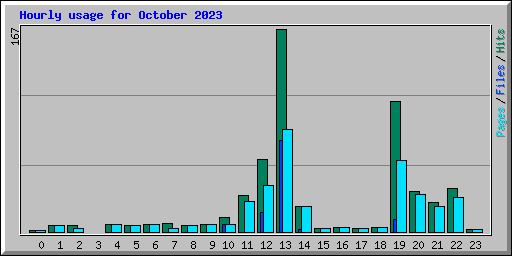 Hourly usage for October 2023
167
Pages/Files/Hits
0 1 2 3 4 5 6 7 8 9 10 11 12 13 14 15 16 17 18 19 20 21 22 23